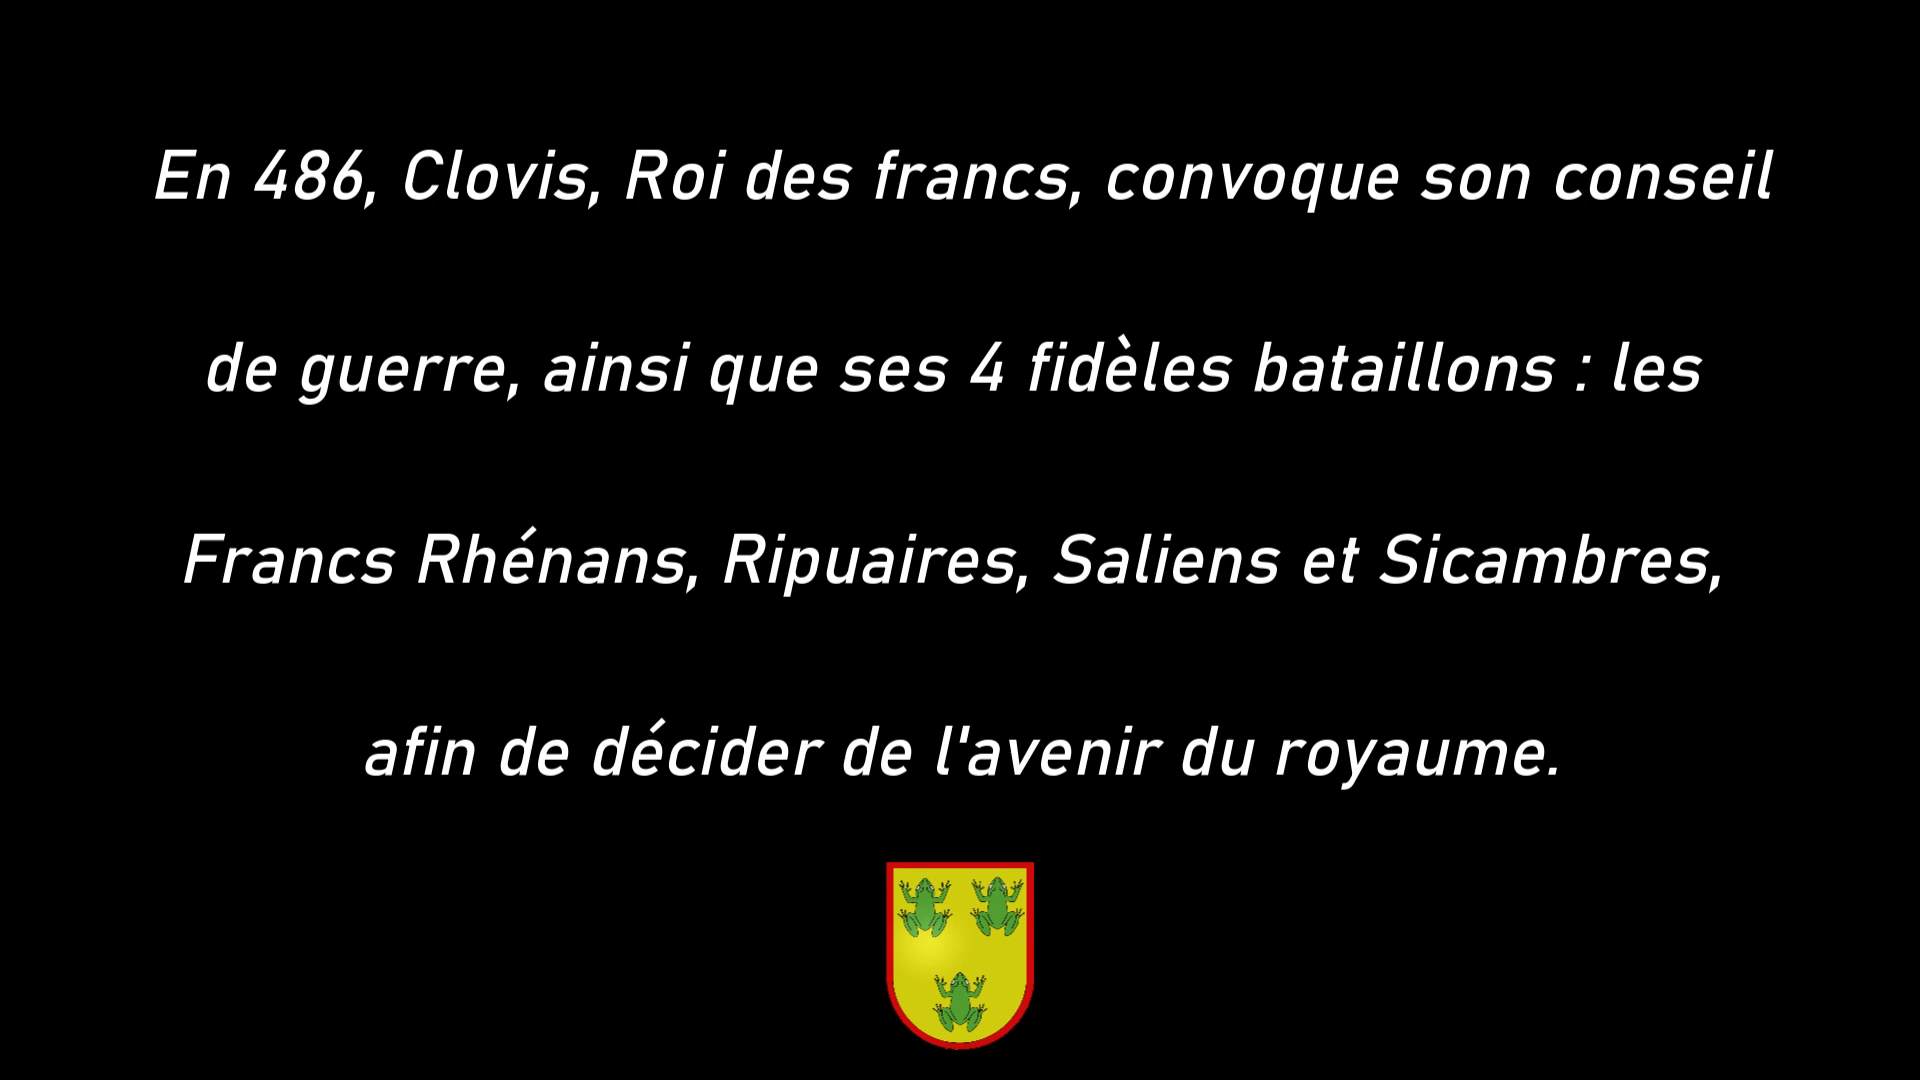 En 486, Clovis, Roi des francs, convoque son conseil
de guerre, ainsi que ses 4 fidèles bataillons : les
Francs Rhénans, Ripuaires, Saliens et Sicambres,
afin de décider de l'avenir du royaume.